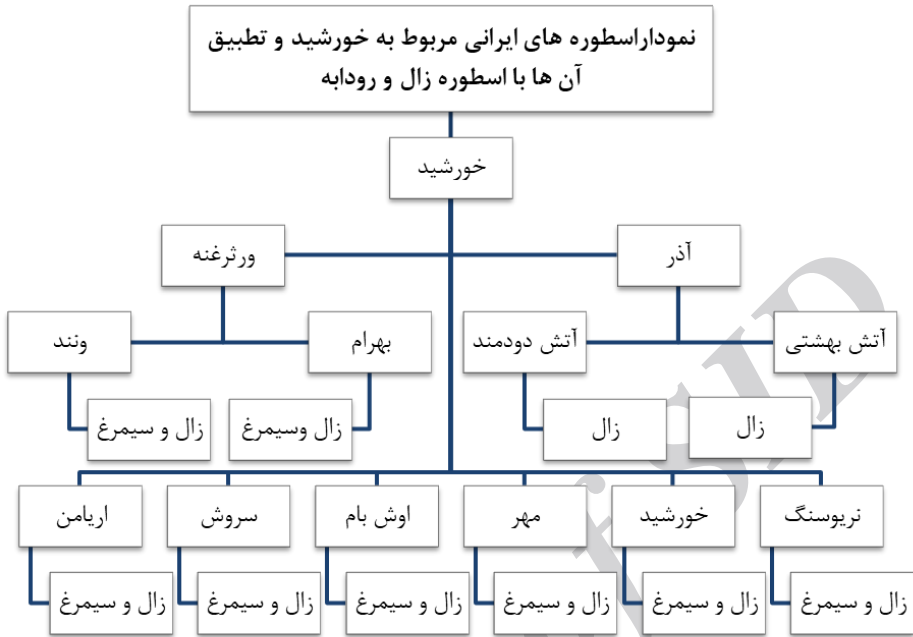 نموداراسطوره های ایرانی مربوط به خورشید و تطبیق
آن ها با اسطوره زال و رودابه
خورشید
آذر
ورثرغنه
آتش بهشتی
آتش دودمند
بهرام
ونند
زال
زال
زال وسیمرغ
زال و سیمرغ
نریوسنگ
خورشید
مهر
اوش بام
سروش
اریامن
زال و سیمرغ
زال و سیمرغ
زال و سیمرغ
زال و سیمرغ
زال و سیمرغ
زال و سیمرغ